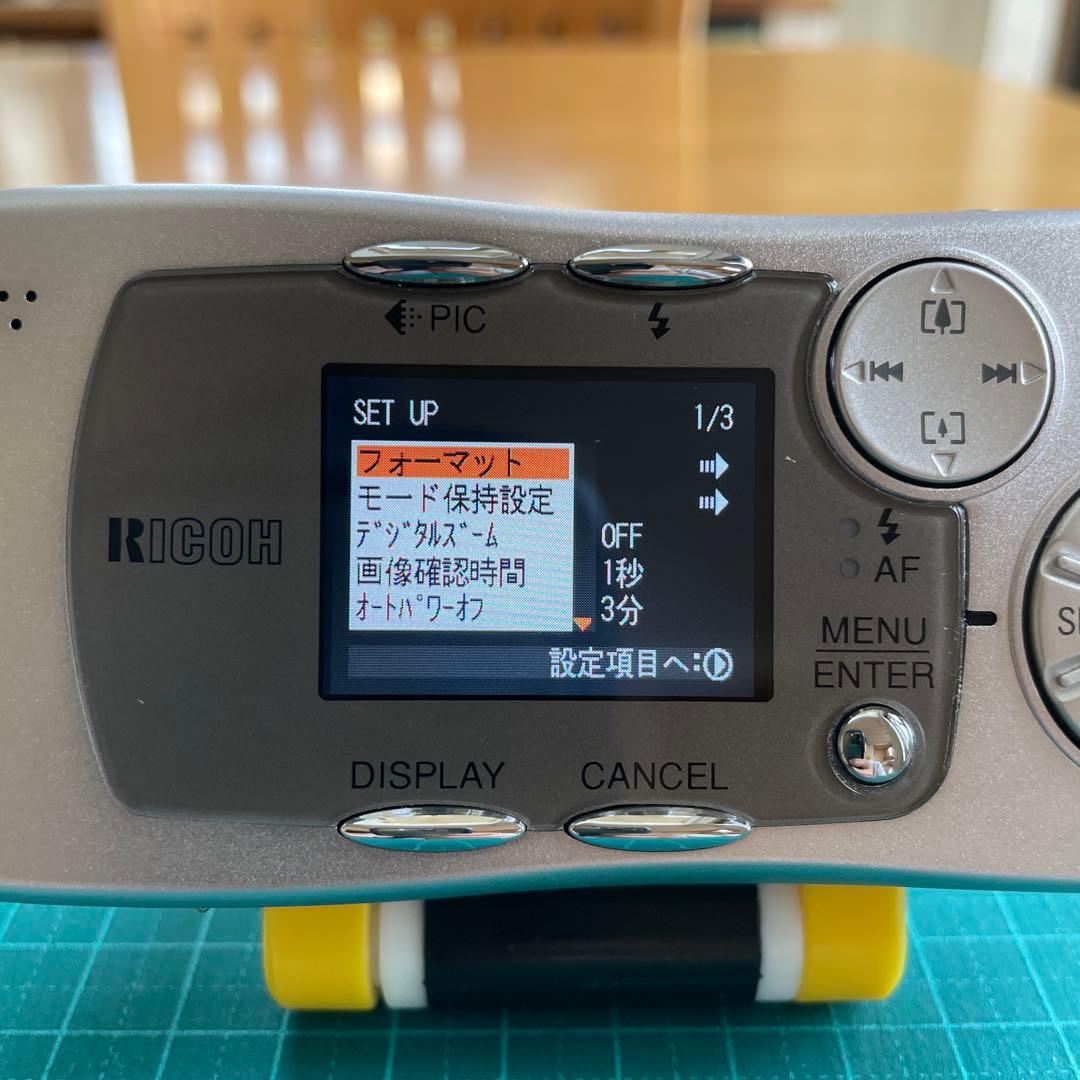 PIC
SET UP 1/3
フォーマット
モード保持設定
デジタルズーム OFF
画像確認時間 1秒
オートパワーオフ 3分
設定項目へ:
RICOH
AF
MENU
ENTER
DISPLAY
CANCEL